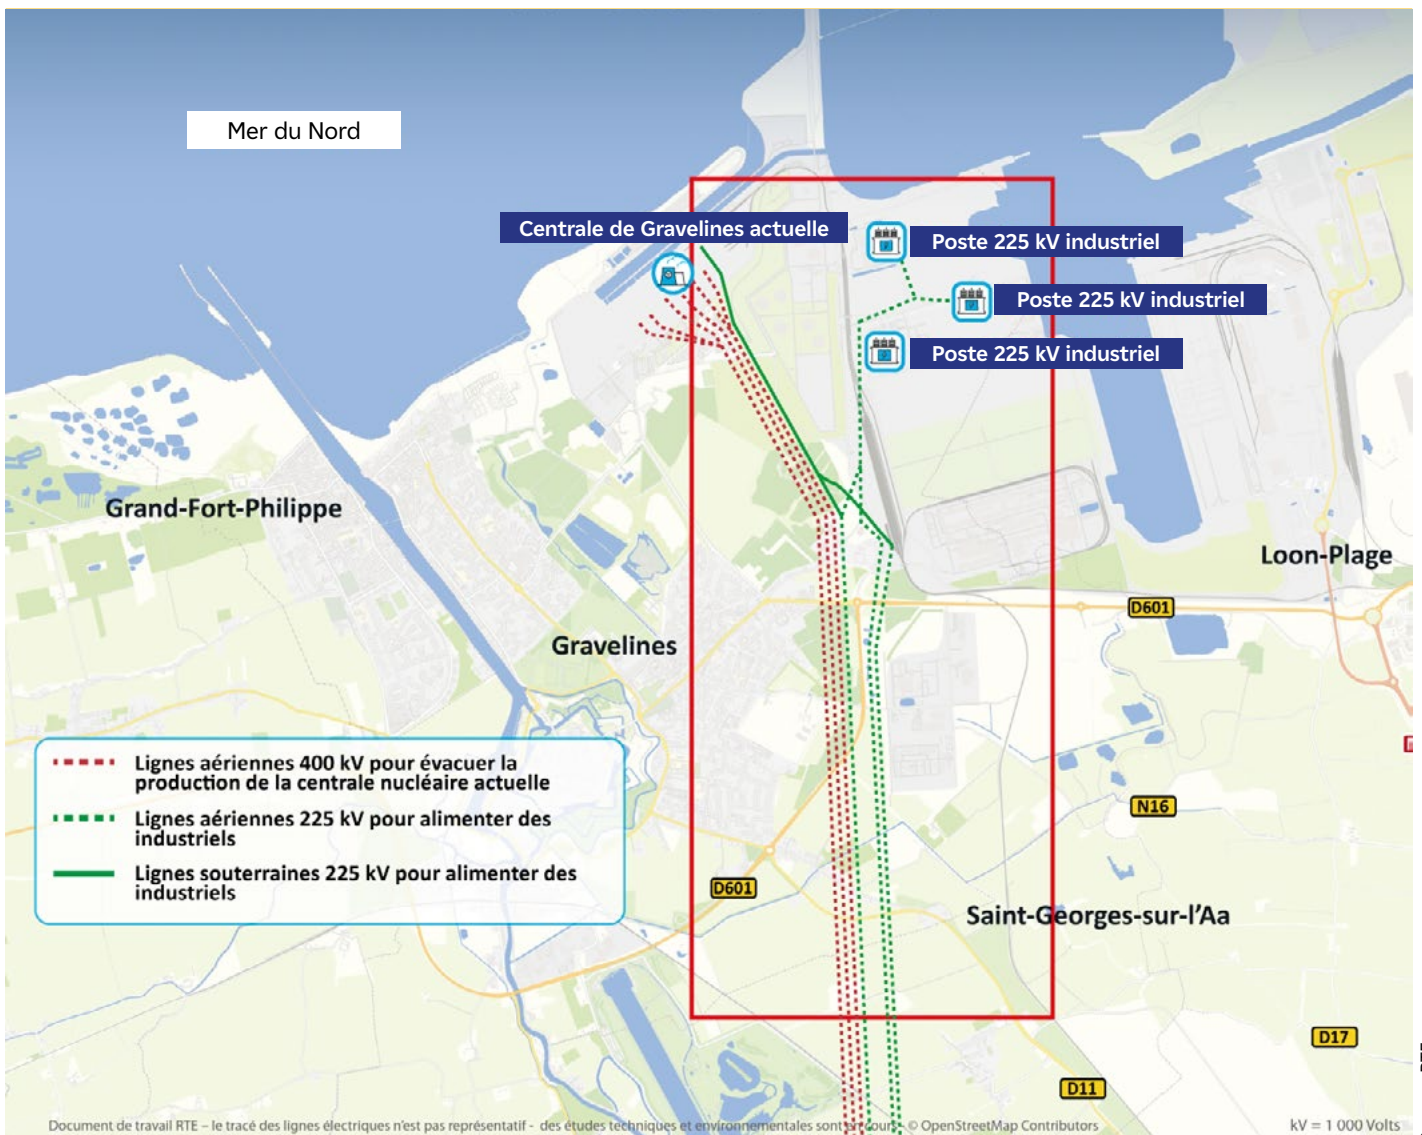 Mer du Nord
Centrale de Gravelines actuelle
Poste 225 kV industriel
Poste 225 kV industriel
Poste 225 kV industriel
Grand-Fort-Philippe
Loon-Plage
D601
Gravelines
Lignes aériennes 400 kV pour évacuer la
production de la centrale nucléaire actuelle
Lignes aériennes 225 kV pour alimenter des
industriels
Lignes souterraines 225 kV pour alimenter des
industriels
N16
D601
Saint-Georges-sur-l'Aa
D17
D11
Document de travail RTE – le tracé des lignes électriques n'est pas représentatif - des études techniques et environnementales sont en cours - © OpenStreetMap Contributors
kV = 1 000 Volts